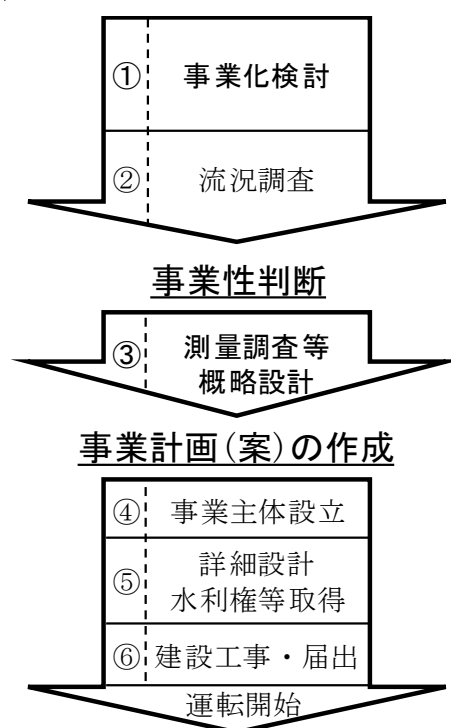 ① 事業化検討
② 流況調査
事業性判断
③ 測量調査等
概略設計
事業計画(案)の作成
④ 事業主体設立
⑤ 詳細設計
水利権等取得
⑥ 建設工事・届出
運転開始